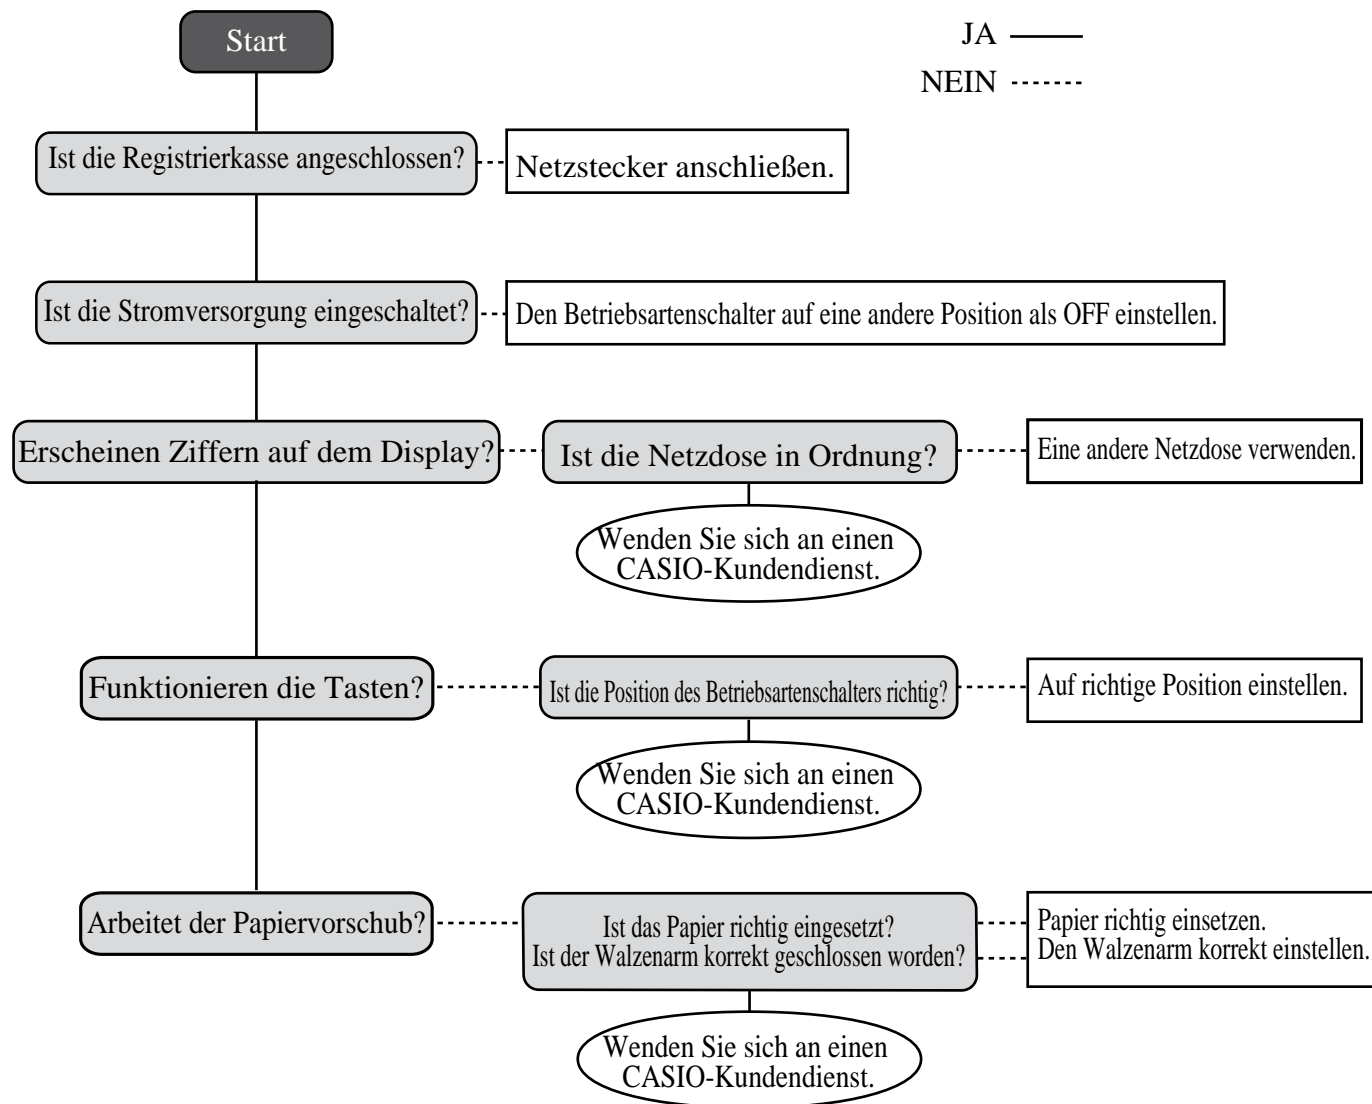 Start
JA
NEIN
Ist die Registrierkasse angeschlossen?
Netzstecker anschließen.
Ist die Stromversorgung eingeschaltet?
Den Betriebsartenschalter auf eine andere Position als OFF einstellen.
Erscheinen Ziffern auf dem Display?
Ist die Netzdose in Ordnung?
Eine andere Netzdose verwenden.
Wenden Sie sich an einen
CASIO-Kundendienst.
Funktionieren die Tasten?
Ist die Position des Betriebsartenschalters richtig?
Auf richtige Position einstellen.
Wenden Sie sich an einen
CASIO-Kundendienst.
Arbeitet der Papiervorschub?
Ist das Papier richtig eingesetzt?
Ist der Walzenarm korrekt geschlossen worden?
Papier richtig einsetzen.
Den Walzenarm korrekt einstellen.
Wenden Sie sich an einen
CASIO-Kundendienst.